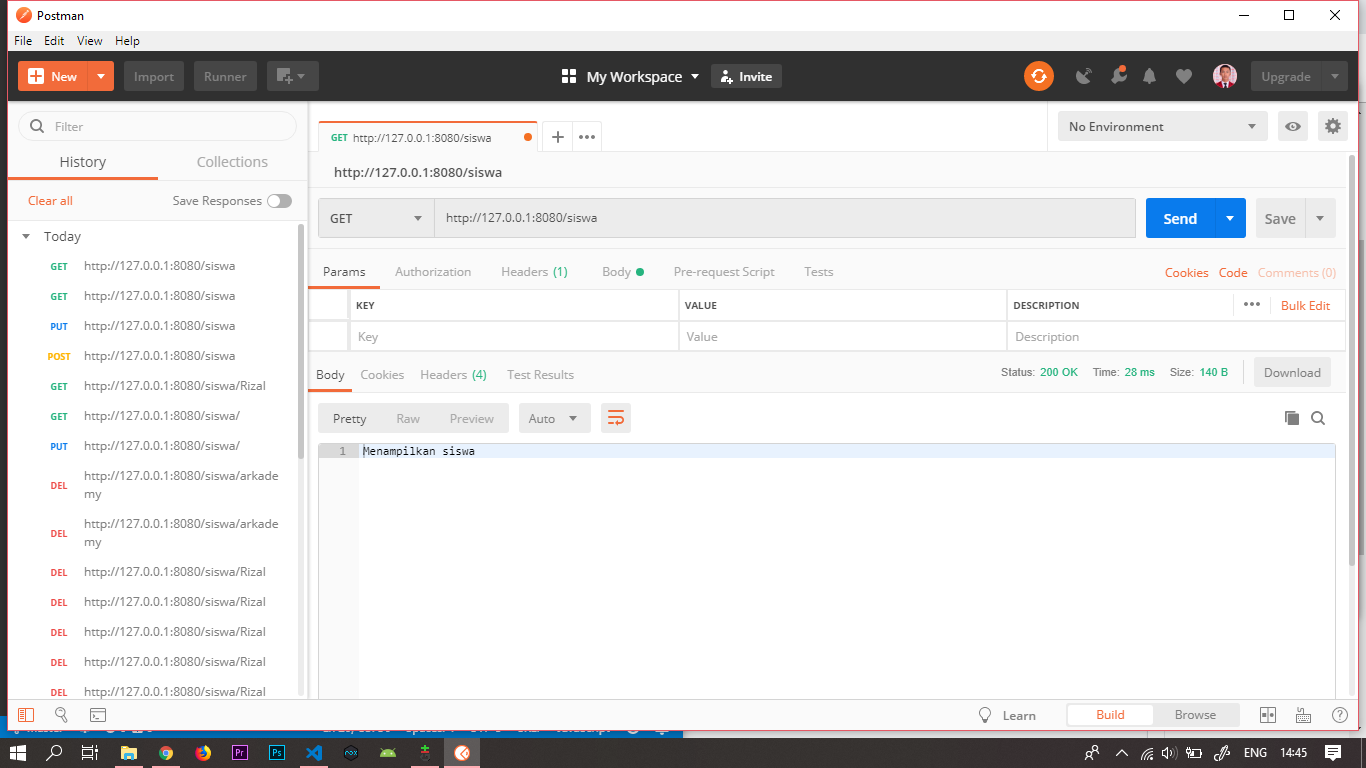 Postman
File Edit View Help
New Import Runner My Workspace Invite Upgrade
Filter
History Collections
Clear all Save Responses
Today
GET http://127.0.0.1:8080/siswa
GET http://127.0.0.1:8080/siswa
PUT http://127.0.0.1:8080/siswa
POST http://127.0.0.1:8080/siswa
GET http://127.0.0.1:8080/siswa/Rizal
GET http://127.0.0.1:8080/siswa/
PUT http://127.0.0.1:8080/siswa/
DEL http://127.0.0.1:8080/siswa/arkade
my
DEL http://127.0.0.1:8080/siswa/arkade
my
DEL http://127.0.0.1:8080/siswa/Rizal
DEL http://127.0.0.1:8080/siswa/Rizal
DEL http://127.0.0.1:8080/siswa/Rizal
DEL http://127.0.0.1:8080/siswa/Rizal
DEL http://127.0.0.1:8080/siswa/Rizal
GET http://127.0.0.1:8080/siswa
No Environment
http://127.0.0.1:8080/siswa
GET http://127.0.0.1:8080/siswa Send Save
Params Authorization Headers (1) Body Pre-request Script Tests Cookies Code Comments (0)
KEY VALUE DESCRIPTION Bulk Edit
Key Value Description
Body Cookies Headers (4) Test Results Status: 200 OK Time: 28 ms Size: 140 B Download
Pretty Raw Preview Auto
1 Menampilkan siswa
Learn Build Browse
Pr Ps nox ENG 14:45